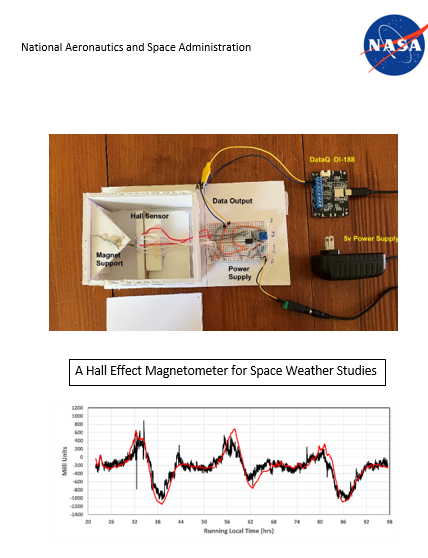 National Aeronautics and Space Administration
NASA
DataQ DI-188
Data Output
Hall Sensor
5v Power Supply
Magnet
Support
Power
Supply
A Hall Effect Magnetometer for Space Weather Studies
1200
1000
800
600
400
200
0
-200
-400
-600
-800
-1000
-1200
-1400
Milli Units
20 26 32 38 44 50 56 62 68 74 80 86 92 98
Running Local Time (hrs)